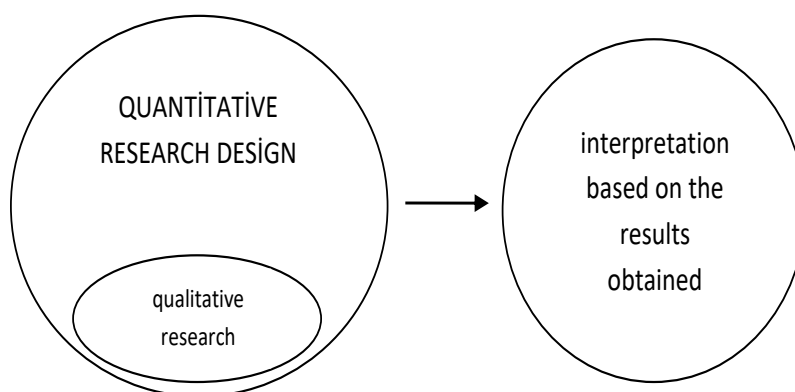 QUANTİTATİVE
RESEARCH DESİGN
qualitative
research
interpretation
based on the
results
obtained